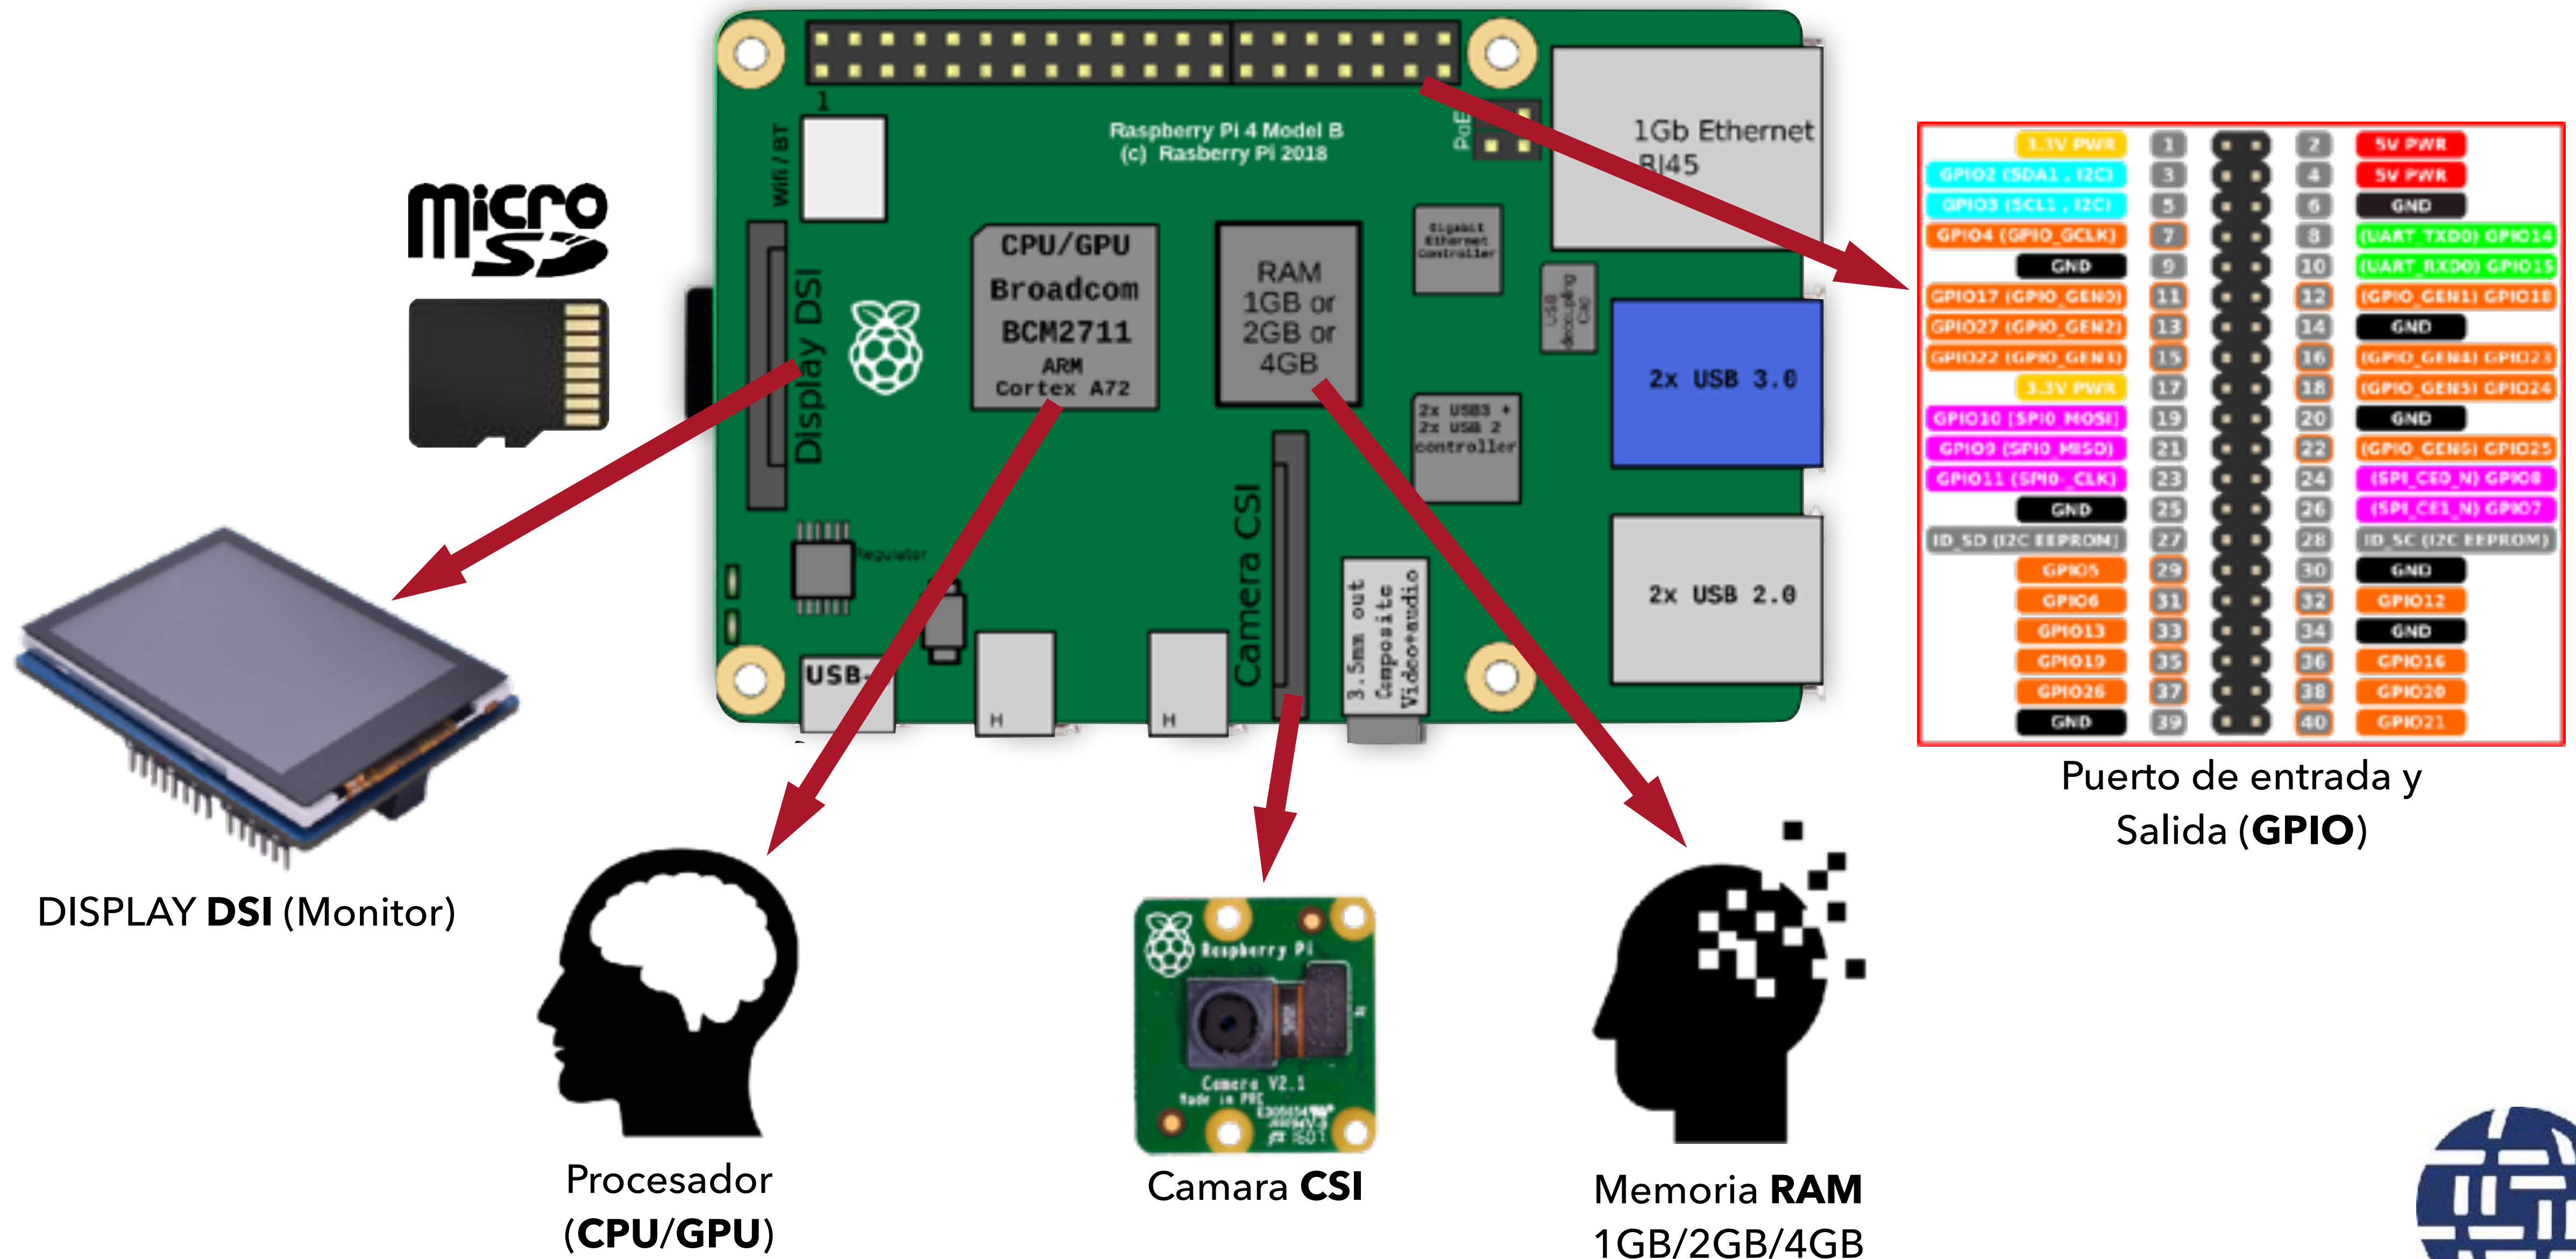 micro
SD
1
Wifi / BT
Raspberry Pi 4 Model B
(c) Rasberry Pi 2018
PoE
1Gb Ethernet
RJ45
Display DSI
CPU/GPU
Broadcom
BCM2711
ARM
Cortex A72
RAM
1GB or
2GB or
4GB
Gigabit
Ethernet
Controller
USB
decoupling
Cap
2x USB 3.0
2x USB3 +
2x USB 2
controller
Regulator
Camera CSI
3.5mm out
Composite
Video+audio
2x USB 2.0
USB-
H
H
3.3V PWR 1 2 5V PWR
GPIO2 (SDA1 , I2C) 3 4 5V PWR
GPIO3 (SCL1 , I2C) 5 6 GND
GPIO4 (GPIO_GCLK) 7 8 (UART_TXD0) GPIO14
GND 9 10 (UART_RXD0) GPIO15
GPIO17 (GPIO_GEN0) 11 12 (GPIO_GEN1) GPIO18
GPIO27 (GPIO_GEN2) 13 14 GND
GPIO22 (GPIO_GEN3) 15 16 (GPIO_GEN4) GPIO23
3.3V PWR 17 18 (GPIO_GEN5) GPIO24
GPIO10 (SPI0_MOSI) 19 20 GND
GPIO9 (SPI0_MISO) 21 22 (GPIO_GEN6) GPIO25
GPIO11 (SPI0-_CLK) 23 24 (SPI_CE0_N) GPIO8
GND 25 26 (SPI_CE1_N) GPIO7
ID_SD (I2C EEPROM) 27 28 ID_SC (I2C EEPROM)
GPIO5 29 30 GND
GPIO6 31 32 GPIO12
GPIO13 33 34 GND
GPIO19 35 36 GPIO16
GPIO26 37 38 GPIO20
GND 39 40 GPIO21
Puerto de entrada y
Salida (GPIO)
DISPLAY DSI (Monitor)
Procesador
(CPU/GPU)
Raspberry Pi
Camera V2.1
Made in PRC
Camara CSI
Memoria RAM
1GB/2GB/4GB